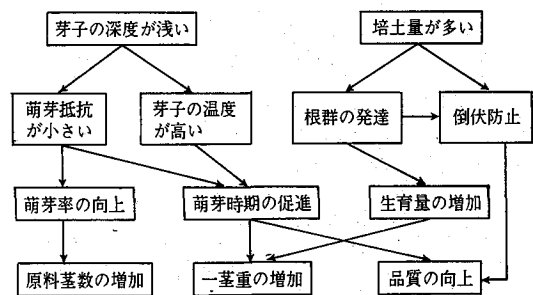 芽子の深度が浅い
培土量が多い
萌芽抵抗
が小さい
芽子の温度
が高い
根群の発達
倒伏防止
萌芽率の向上
萌芽時期の促進
生育量の増加
原料茎数の増加
一茎重の増加
品質の向上